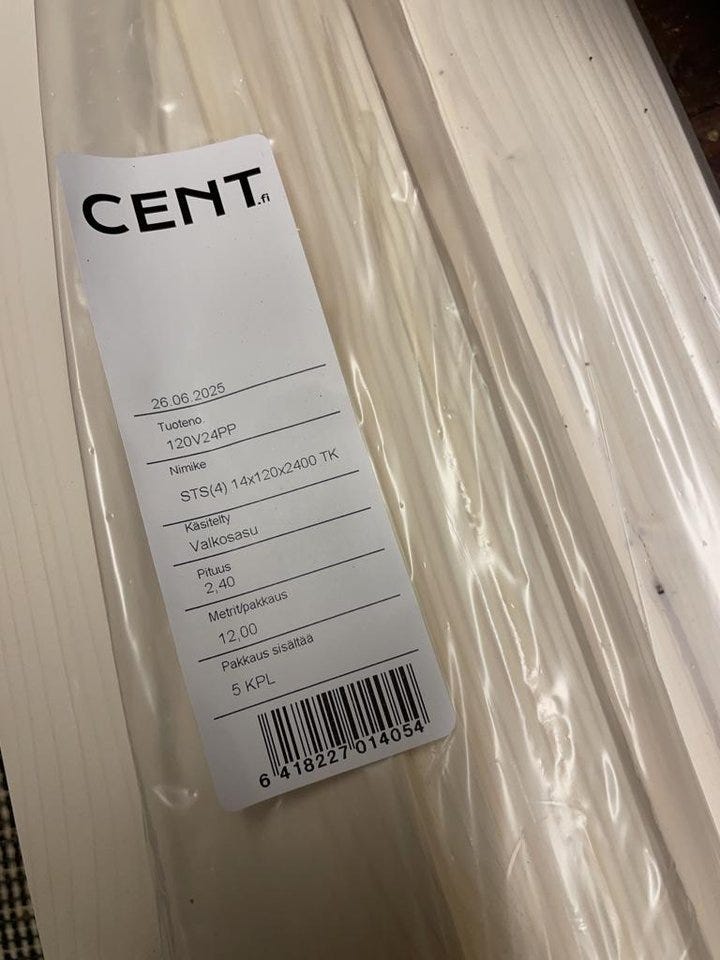 CENT.fi
26.06.2025
Tuoteno.
120V24PP
Nimike
STS(4) 14x120x2400 TK
Käsitelty
Valkosasu
Pituus
2,40
Metrit/pakkaus
12,00
Pakkaus sisältää
5 KPL
6 418227 014054